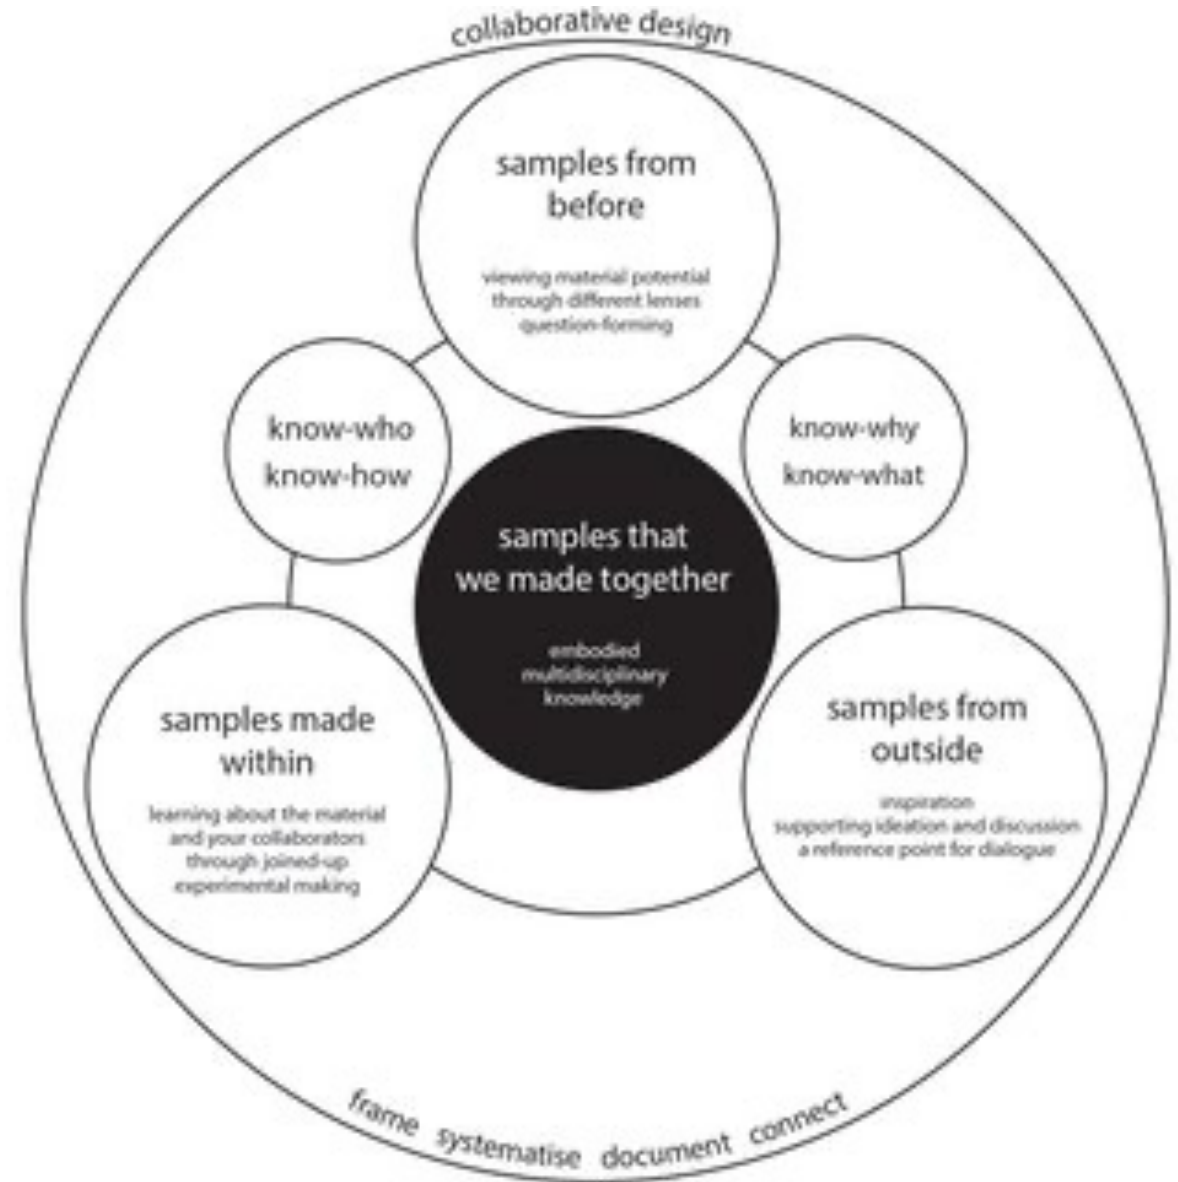 collaborative design
samples from
before
viewing material potential
through different lenses
question-forming
know-who
know-how
know-why
know-what
samples that
we made together
embodied
multidisciplinary
knowledge
samples made
within
learning about the material
and your collaborators
through joined-up
experimental making
samples from
outside
inspiration
supporting ideation and discussion
a reference point for dialogue
frame systematise document connect